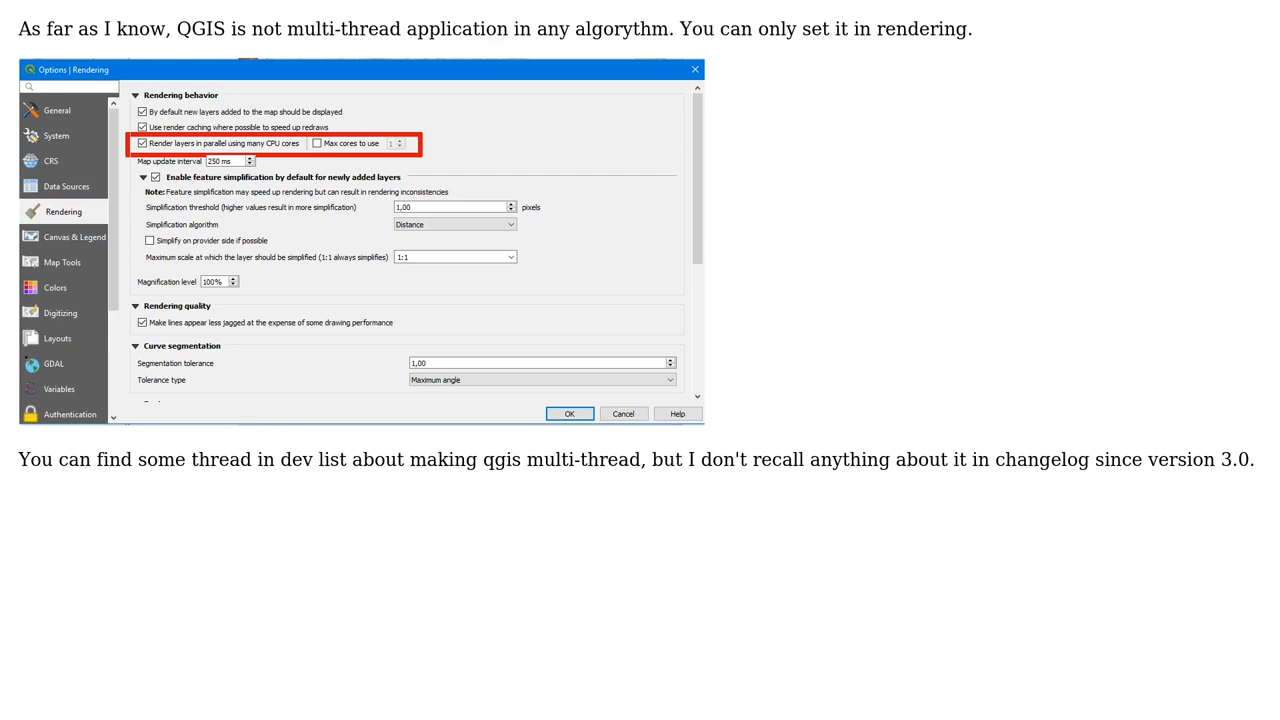 As far as I know, QGIS is not multi-thread application in any algorythm. You can only set it in rendering.
Options | Rendering
General
System
CRS
Data Sources
Rendering
Canvas & Legend
Map Tools
Colors
Digitizing
Layouts
GDAL
Variables
Authentication
Rendering behavior
By default new layers added to the map should be displayed
Use render caching where possible to speed up redraws
Render layers in parallel using many CPU cores Max cores to use 1
Map update interval 250 ms
Enable feature simplification by default for newly added layers
Note: Feature simplification may speed up rendering but can result in rendering inconsistencies
Simplification threshold (higher values result in more simplification) 1,00 pixels
Simplification algorithm Distance
Simplify on provider side if possible
Maximum scale at which the layer should be simplified (1:1 always simplifies) 1:1
Magnification level 100%
Rendering quality
Make lines appear less jagged at the expense of some drawing performance
Curve segmentation
Segmentation tolerance 1,00
Tolerance type Maximum angle
OK Cancel Help
You can find some thread in dev list about making qgis multi-thread, but I don't recall anything about it in changelog since version 3.0.